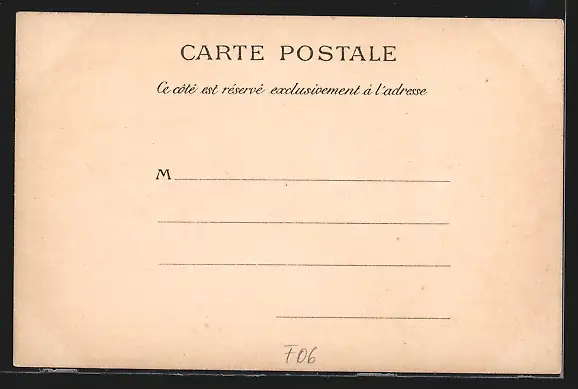 CARTE POSTALE
Ce côté est réservé exclusivement à l'adresse
M
F06